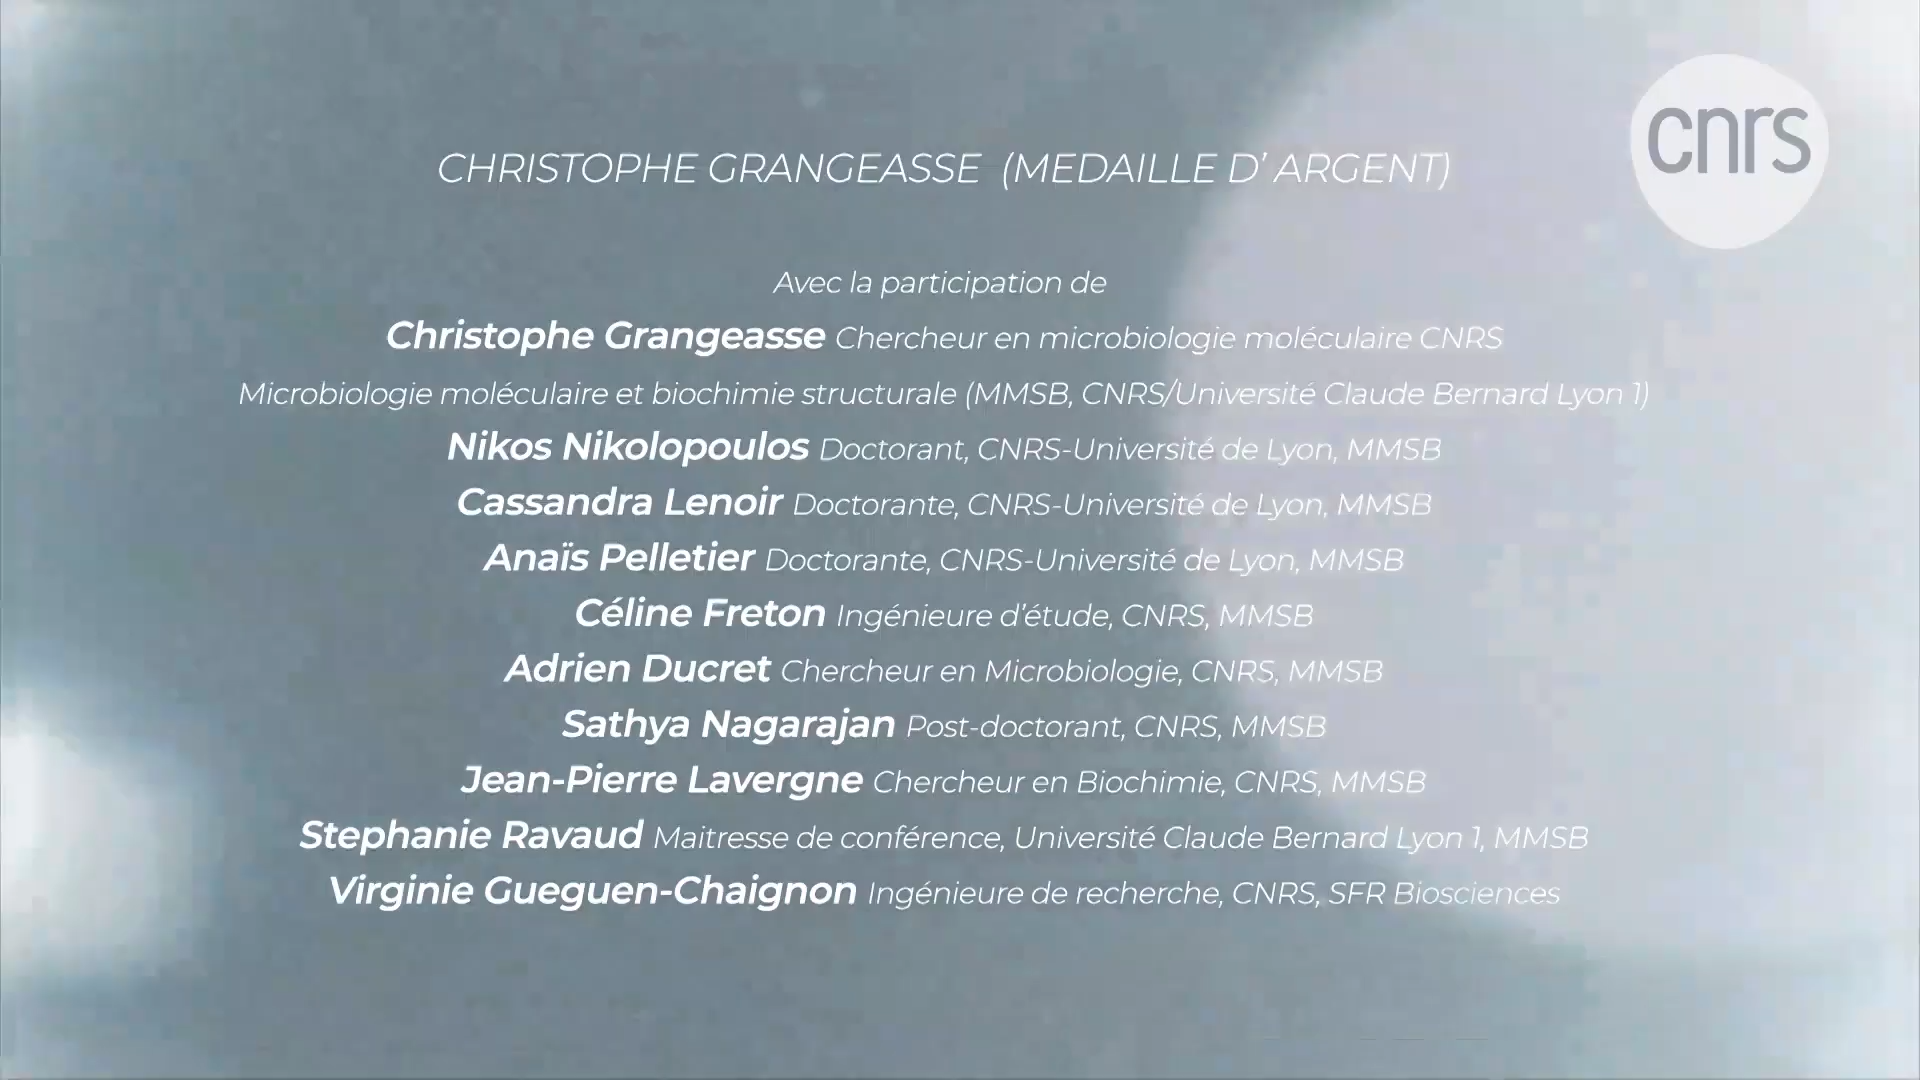 cnrs
CHRISTOPHE GRANGEASSE (MEDAILLE D’ ARGENT)
Avec la participation de
Christophe Grangeasse Chercheur en microbiologie moléculaire CNRS
Microbiologie moléculaire et biochimie structurale (MMSB, CNRS/Université Claude Bernard Lyon 1)
Nikos Nikolopoulos Doctorant, CNRS-Université de Lyon, MMSB
Cassandra Lenoir Doctorante, CNRS-Université de Lyon, MMSB
Anaïs Pelletier Doctorante, CNRS-Université de Lyon, MMSB
Céline Freton Ingénieure d’étude, CNRS, MMSB
Adrien Ducret Chercheur en Microbiologie, CNRS, MMSB
Sathya Nagarajan Post-doctorant, CNRS, MMSB
Jean-Pierre Lavergne Chercheur en Biochimie, CNRS, MMSB
Stephanie Ravaud Maitresse de conférence, Université Claude Bernard Lyon 1, MMSB
Virginie Gueguen-Chaignon Ingénieure de recherche, CNRS, SFR Biosciences